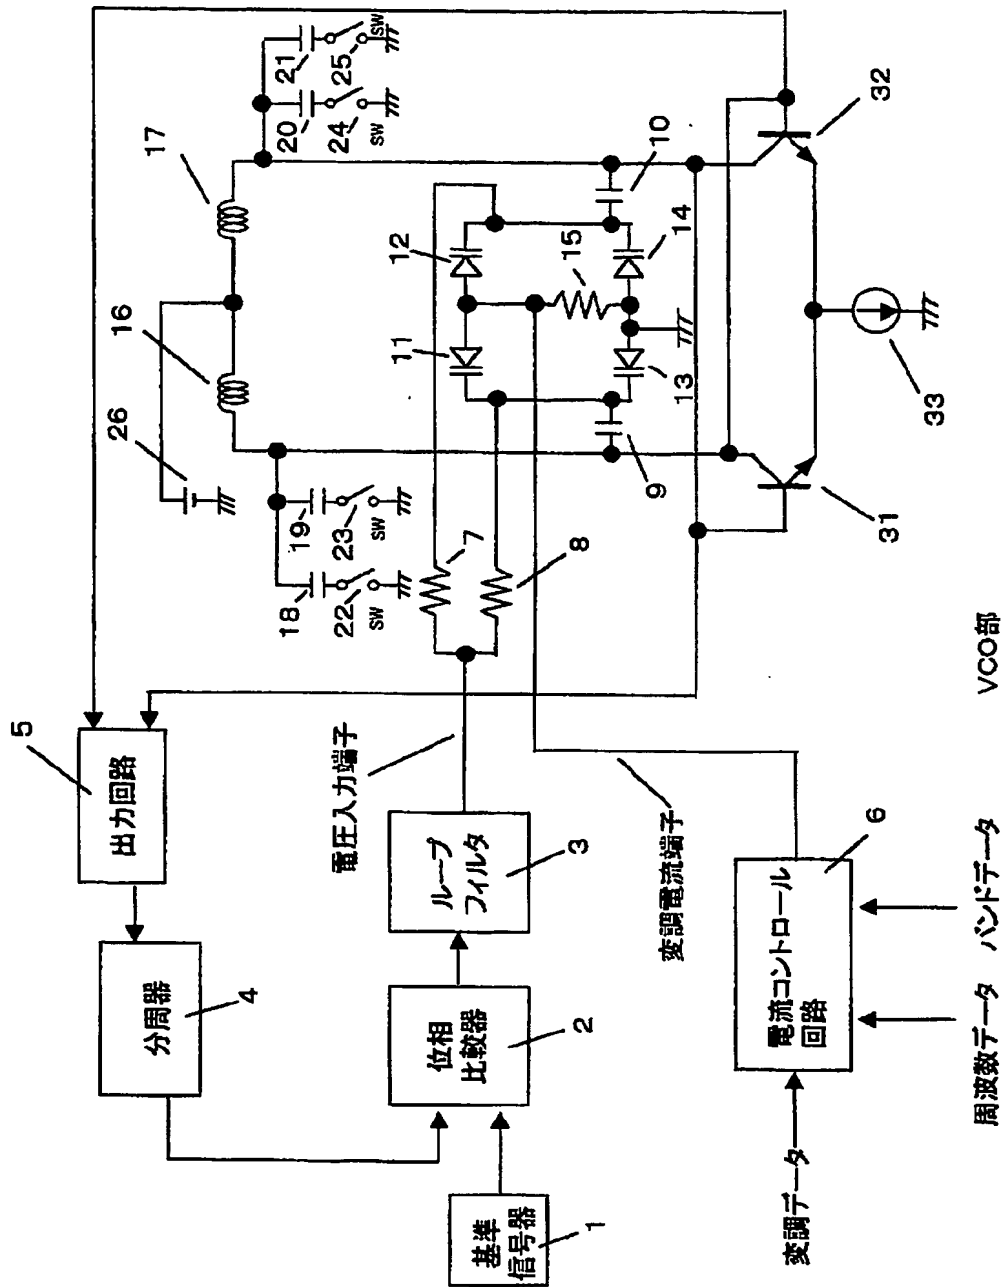 5
出力回路
分周器
4
基準
信号器
1
位相
比較器
2
ループ
フィルタ
3
電圧入力端子
変調電流端子
変調データ
電流コントロール
回路
6
周波数データ
バンドデータ
VCO部
26
16
17
18
22
SW
19
23
SW
20
24
SW
21
25
SW
7
8
9
10
11
12
13
14
15
31
32
33